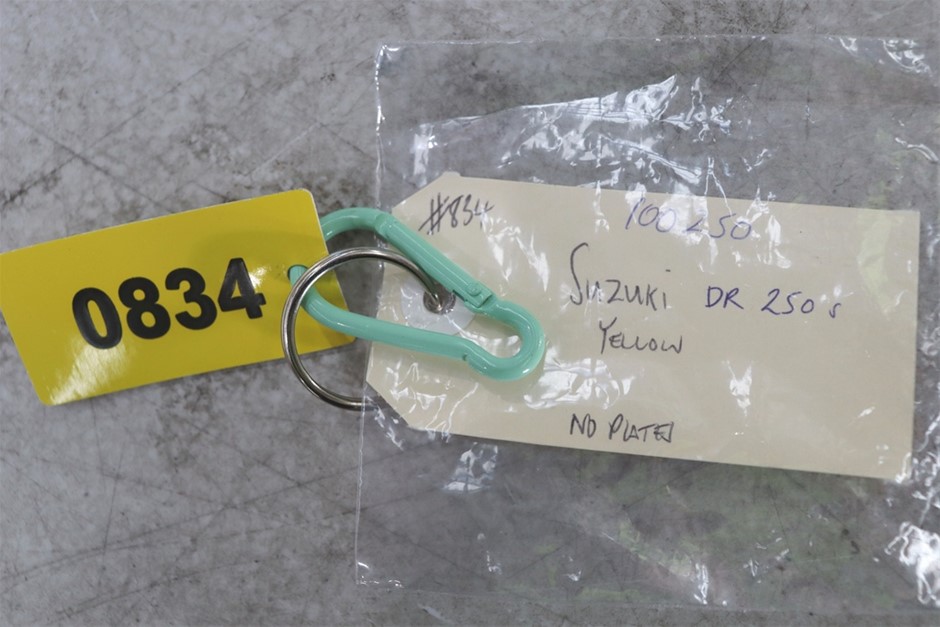 0834
#834
100.250
SUZUKI DR 250 s
YELLOW
NO PLATES